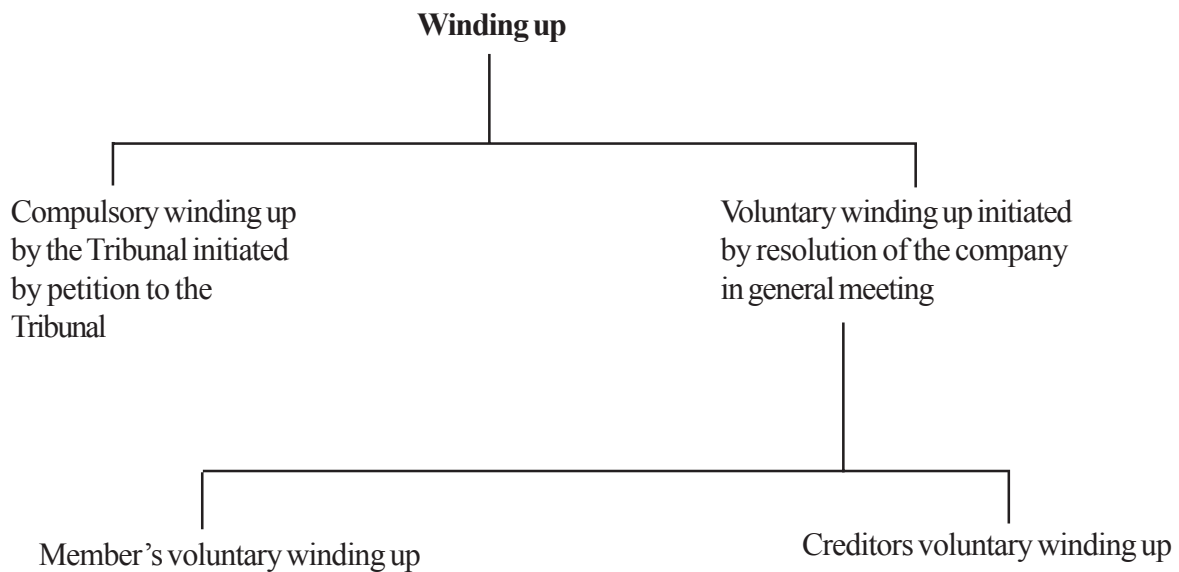 Winding up
Compulsory winding up
by the Tribunal initiated
by petition to the
Tribunal
Voluntary winding up initiated
by resolution of the company
in general meeting
Member’s voluntary winding up
Creditors voluntary winding up